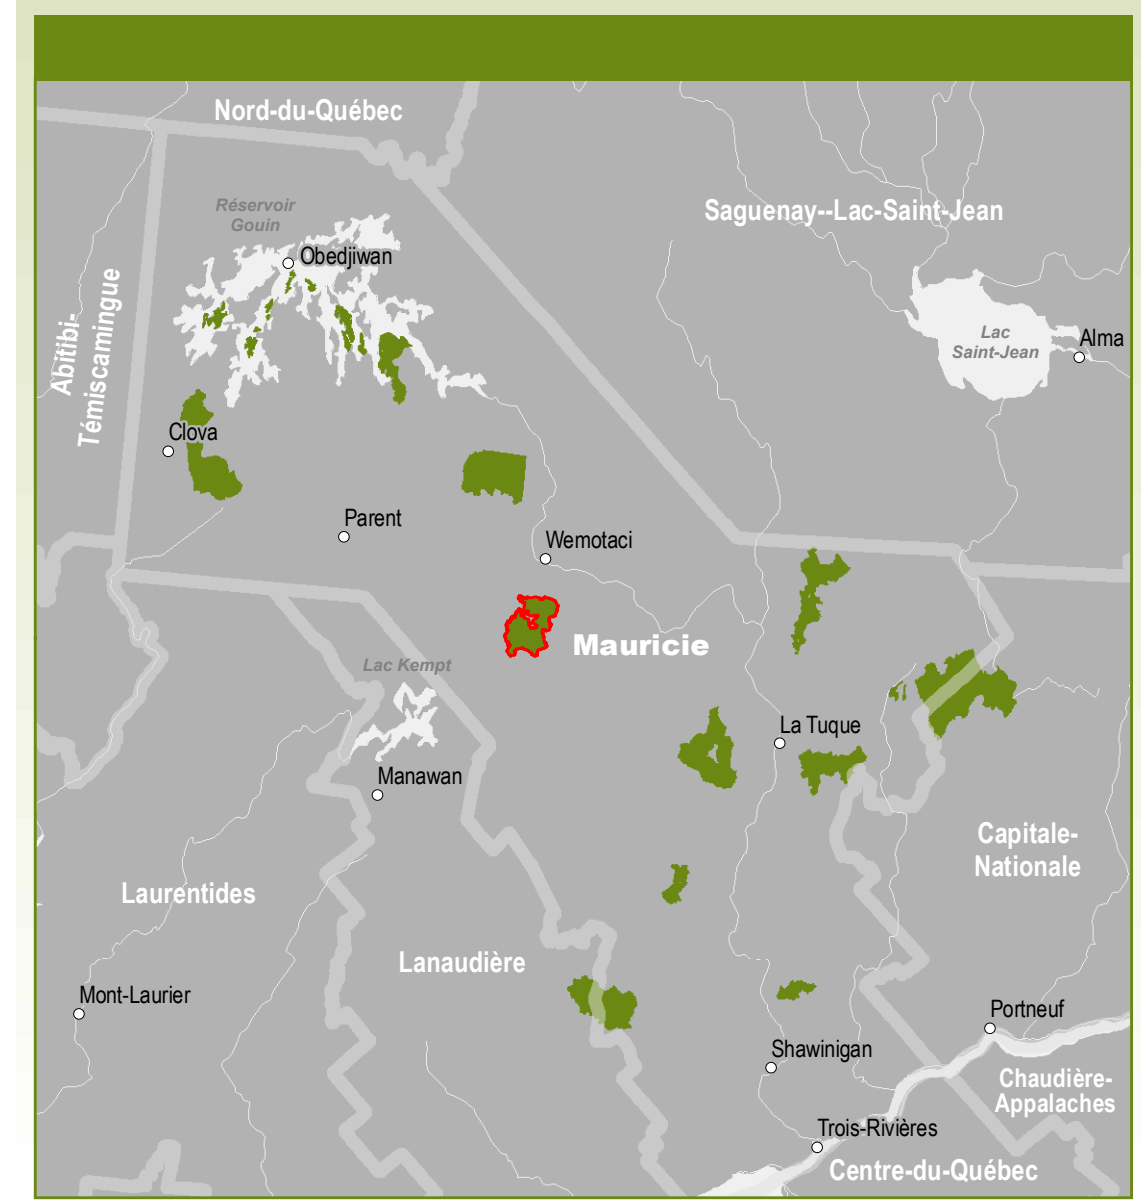 Nord-du-Québec
Réservoir
Gouin
Saguenay--Lac-Saint-Jean
Obedjiwan
Abitibi-
Témiscamingue
Lac
Saint-Jean
Alma
Clova
Parent
Wemotaci
Mauricie
Lac Kempt
La Tuque
Manawan
Capitale-
Nationale
Laurentides
Lanaudière
Mont-Laurier
Portneuf
Shawinigan
Chaudière-
Appalaches
Trois-Rivières
Centre-du-Québec